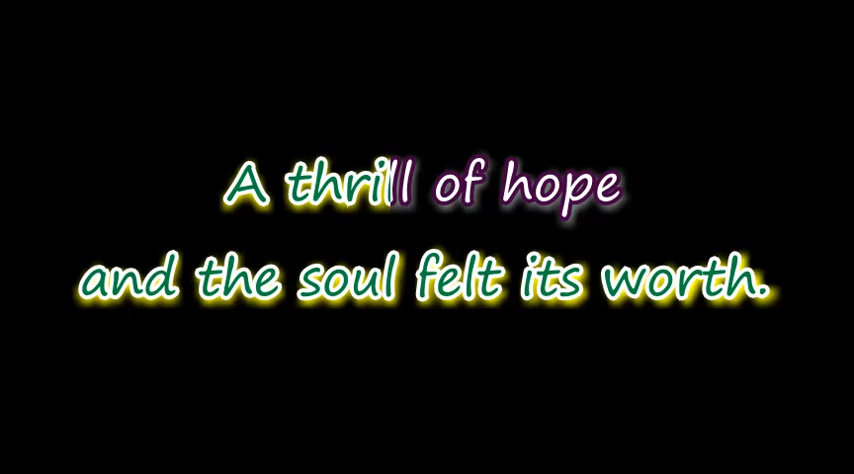 A thrill of hope
and the soul felt its worth.